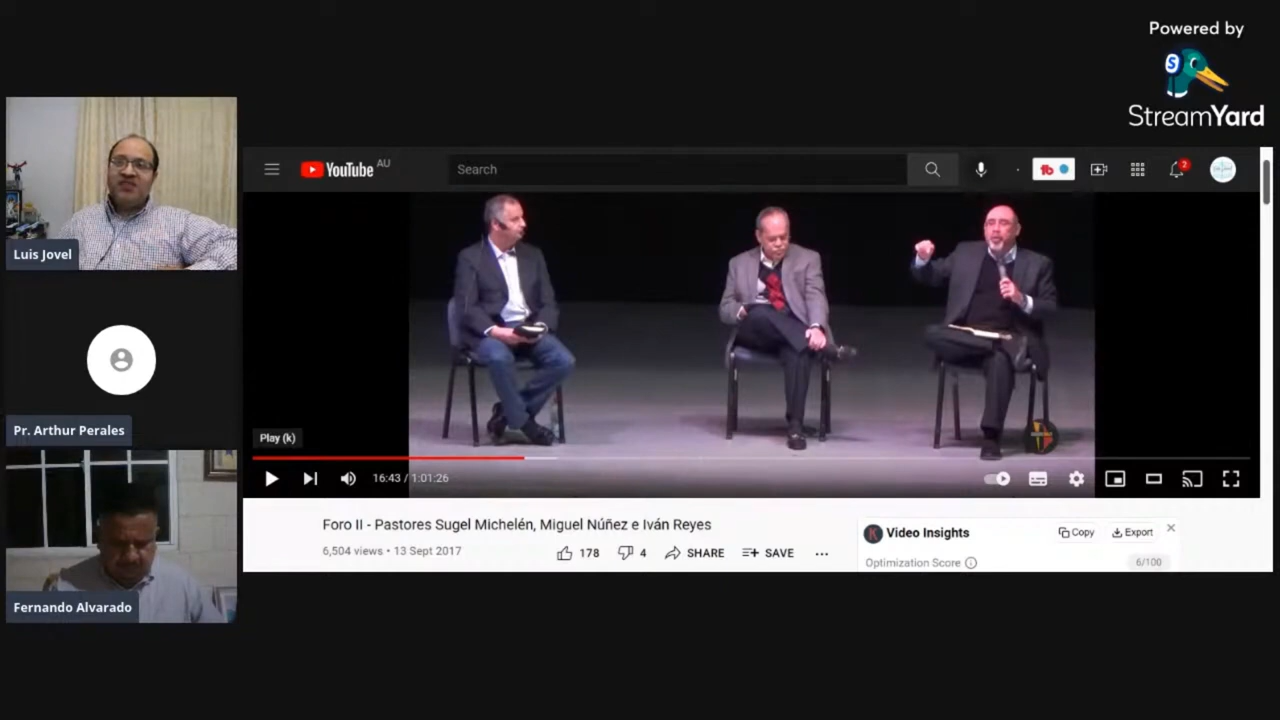 Powered by
StreamYard
Luis Jovel
Pr. Arthur Perales
Fernando Alvarado
YouTube AU
Search
2
Play (k)
16:43 / 1:01:26
Foro II - Pastores Sugel Michelén, Miguel Núñez e Iván Reyes
6,504 views • 13 Sept 2017
178
4
SHARE
SAVE
Video Insights
Copy
Export
Optimization Score
6/100